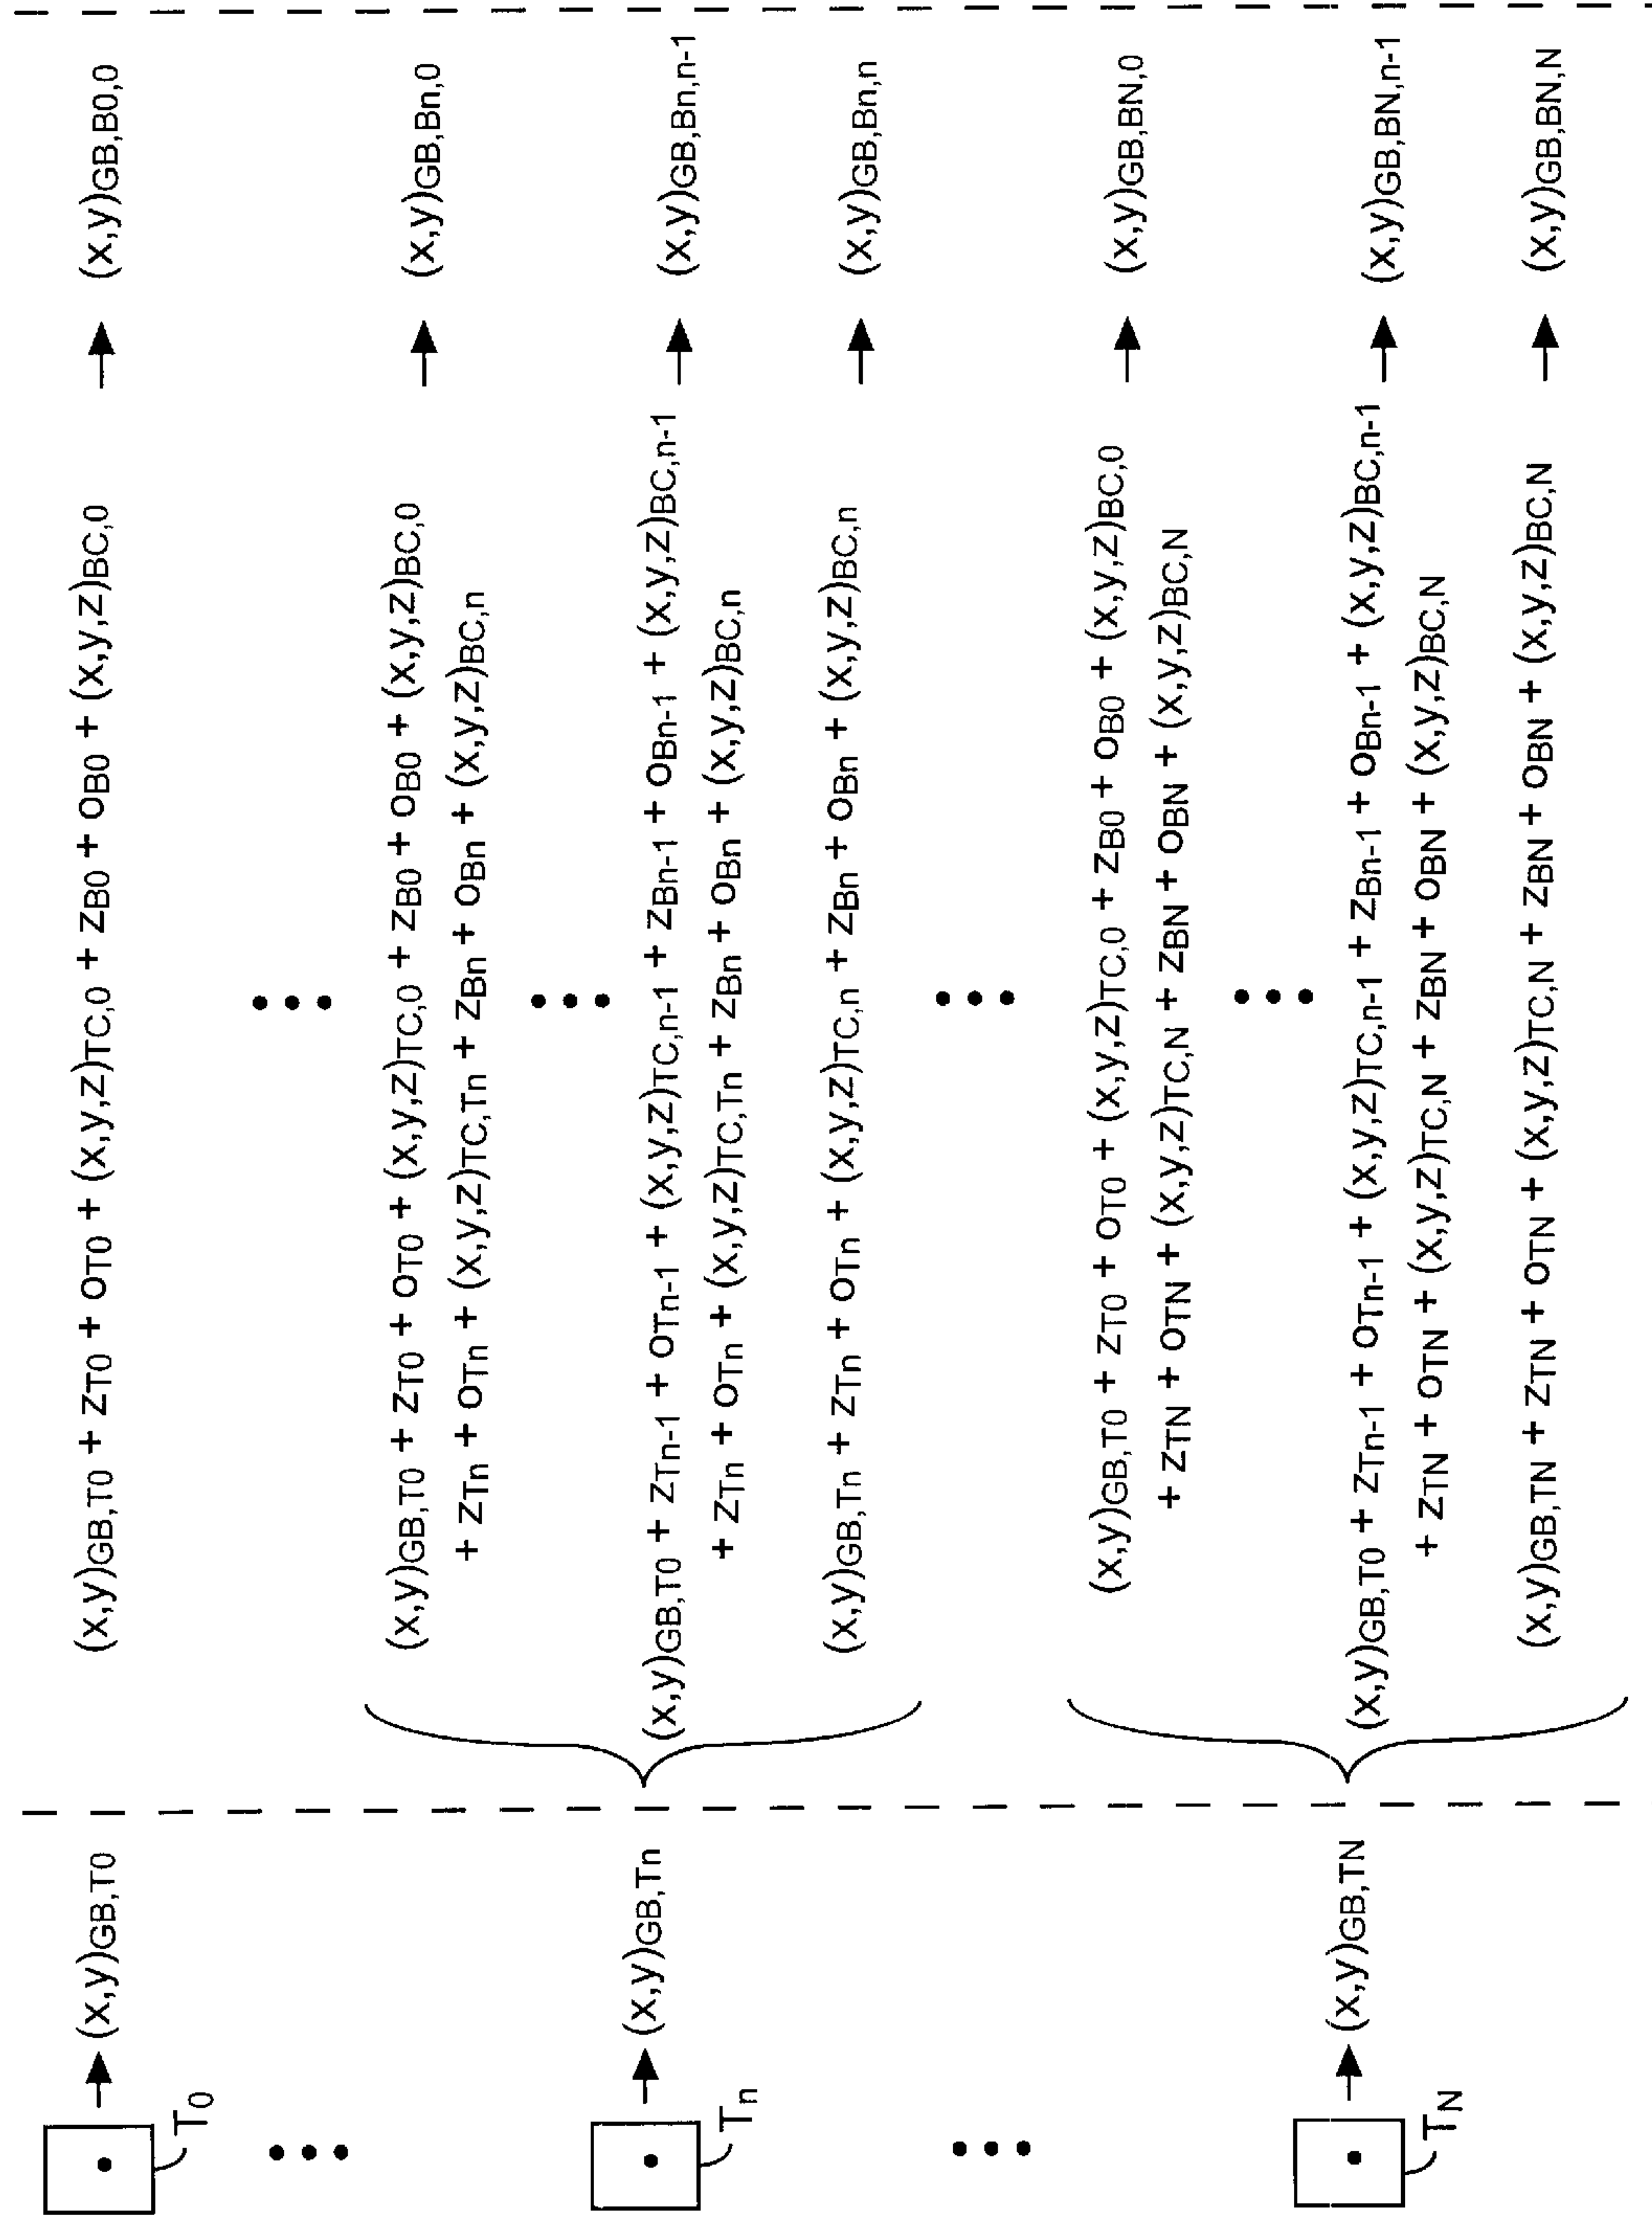 T0
(x,y)GB,T0
(x,y)GB,T0 + zT0 + oT0 + (x,y,z)TC,0 + zB0 + oB0 + (x,y,z)BC,0
(x,y)GB,B0,0
Tn
(x,y)GB,Tn
(x,y)GB,T0 + zT0 + oT0 + (x,y,z)TC,0 + zB0 + oB0 + (x,y,z)BC,0
+ zTn + oTn + (x,y,z)TC,Tn + zBn + oBn + (x,y,z)BC,n
(x,y)GB,Bn,0
(x,y)GB,T0 + zTn-1 + oTn-1 + (x,y,z)TC,n-1 + zBn-1 + oBn-1 + (x,y,z)BC,n-1
+ zTn + oTn + (x,y,z)TC,Tn + zBn + oBn + (x,y,z)BC,n
(x,y)GB,Bn,n-1
(x,y)GB,Tn + zTn + oTn + (x,y,z)TC,n + zBn + oBn + (x,y,z)BC,n
(x,y)GB,Bn,n
TN
(x,y)GB,TN
(x,y)GB,T0 + zT0 + oT0 + (x,y,z)TC,0 + zB0 + oB0 + (x,y,z)BC,0
+ zTN + oTN + (x,y,z)TC,N + zBN + oBN + (x,y,z)BC,N
(x,y)GB,BN,0
(x,y)GB,T0 + zTn-1 + oTn-1 + (x,y,z)TC,n-1 + zBn-1 + oBn-1 + (x,y,z)BC,n-1
+ zTN + oTN + (x,y,z)TC,N + zBN + oBN + (x,y,z)BC,N
(x,y)GB,BN,n-1
(x,y)GB,TN + zTN + oTN + (x,y,z)TC,N + zBN + oBN + (x,y,z)BC,N
(x,y)GB,BN,N